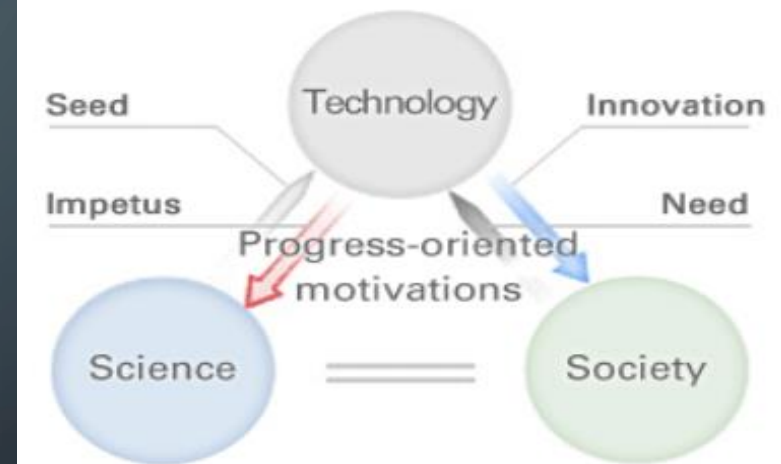 Technology
Seed
Innovation
Impetus
Need
Progress-oriented
motivations
Science
Society